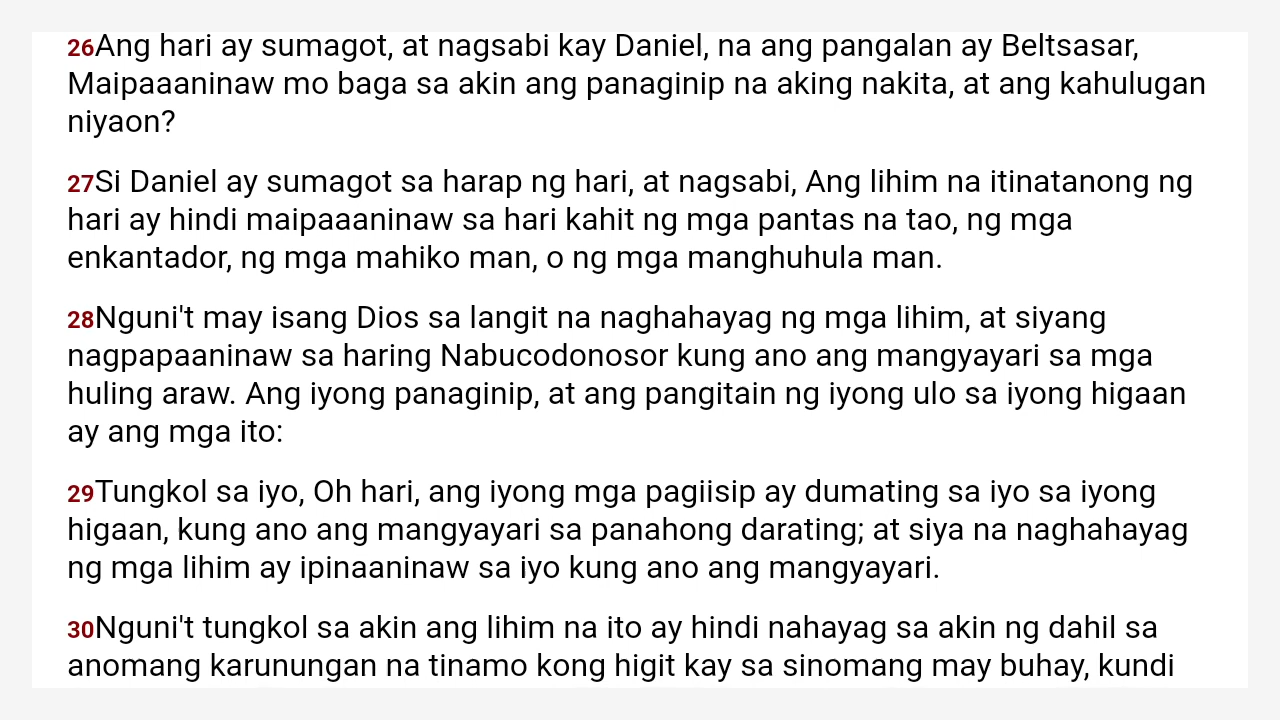 26Ang hari ay sumagot, at nagsabi kay Daniel, na ang pangalan ay Beltsasar,
Maipaaaninaw mo baga sa akin ang panaginip na aking nakita, at ang kahulugan
niyaon?
27Si Daniel ay sumagot sa harap ng hari, at nagsabi, Ang lihim na itinatanong ng
hari ay hindi maipaaaninaw sa hari kahit ng mga pantas na tao, ng mga
enkantador, ng mga mahiko man, o ng mga manghuhula man.
28Nguni't may isang Dios sa langit na naghahayag ng mga lihim, at siyang
nagpapaaninaw sa haring Nabucodonosor kung ano ang mangyayari sa mga
huling araw. Ang iyong panaginip, at ang pangitain ng iyong ulo sa iyong higaan
ay ang mga ito:
29Tungkol sa iyo, Oh hari, ang iyong mga pagiisip ay dumating sa iyo sa iyong
higaan, kung ano ang mangyayari sa panahong darating; at siya na naghahayag
ng mga lihim ay ipinaaninaw sa iyo kung ano ang mangyayari.
30Nguni't tungkol sa akin ang lihim na ito ay hindi nahayag sa akin ng dahil sa
anomang karunungan na tinamo kong higit kay sa sinomang may buhay, kundi